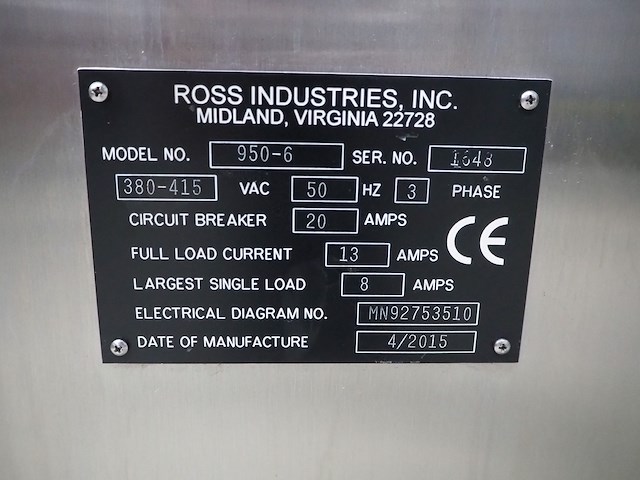 ROSS INDUSTRIES, INC.
MIDLAND, VIRGINIA 22728
MODEL NO. 950-6 SER. NO.
380-415 VAC 50 HZ 3 PHASE
CIRCUIT BREAKER 20 AMPS
CE
FULL LOAD CURRENT 13 AMPS
LARGEST SINGLE LOAD 8 AMPS
ELECTRICAL DIAGRAM NO. MN92753510
DATE OF MANUFACTURE 4/2015